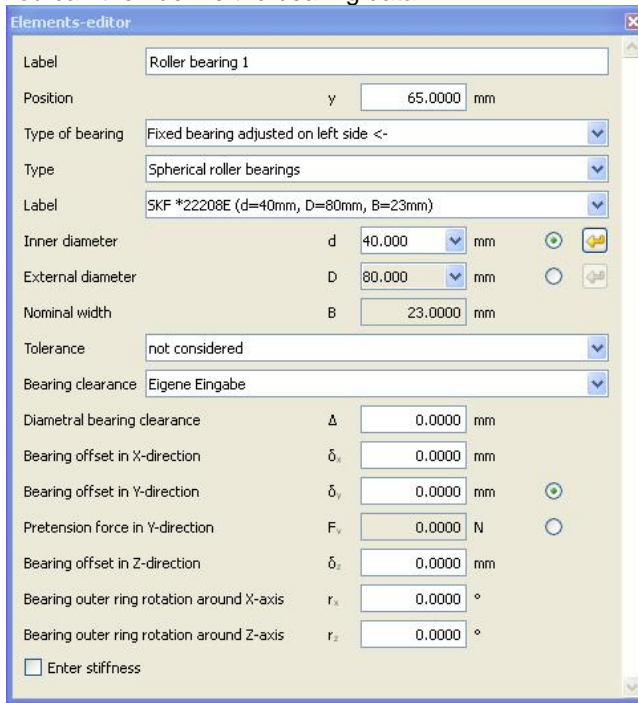 Elements-editor
Label Roller bearing 1
Position y 65.0000 mm
Type of bearing Fixed bearing adjusted on left side <-
Type Spherical roller bearings
Label SKF *22208E (d=40mm, D=80mm, B=23mm)
Inner diameter d 40.000 mm
External diameter D 80.000 mm
Nominal width B 23.0000 mm
Tolerance not considered
Bearing clearance Eigene Eingabe
Diametral bearing clearance Δ 0.0000 mm
Bearing offset in X-direction δx 0.0000 mm
Bearing offset in Y-direction δy 0.0000 mm
Pretension force in Y-direction Fy 0.0000 N
Bearing offset in Z-direction δz 0.0000 mm
Bearing outer ring rotation around X-axis rx 0.0000 °
Bearing outer ring rotation around Z-axis rz 0.0000 °
Enter stiffness